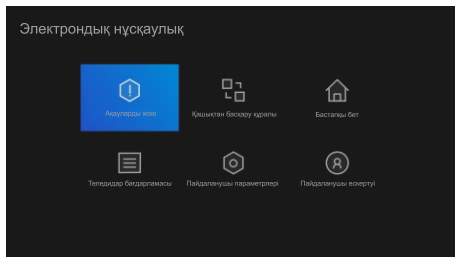 Электрондық нұсқаулық
Ақауларды жою
Қашықтан басқару құралы
Бастапқы бет
Теледидар бағдарламасы
Пайдаланушы параметрлері
Пайдаланушы ескертуі